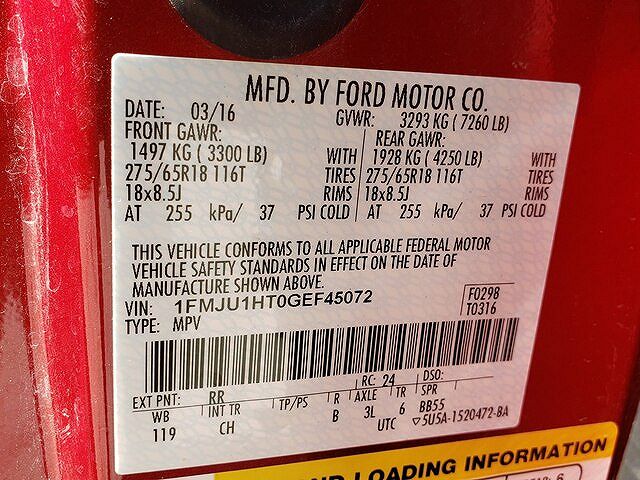 MFD. BY FORD MOTOR CO.
DATE: 03/16 GVWR: 3293 KG ( 7260 LB)
FRONT GAWR: REAR GAWR:
1497 KG ( 3300 LB) WITH 1928 KG ( 4250 LB) WITH
275/65R18 116T TIRES 275/65R18 116T TIRES
18x8.5J RIMS 18x8.5J RIMS
AT 255 kPa/ 37 PSI COLD AT 255 kPa/ 37 PSI COLD
THIS VEHICLE CONFORMS TO ALL APPLICABLE FEDERAL MOTOR
VEHICLE SAFETY STANDARDS IN EFFECT ON THE DATE OF
MANUFACTURE SHOWN ABOVE.
VIN: 1FMJU1HT0GEF45072 F0298
TYPE: MPV T0316
EXT PNT: RR RC: 24 DSO:
WB INT TR TP/PS R AXLE TR SPR
119 CH B 3L 6 BB55
UTC ▽5U5A-1520472-BA
LOADING INFORMATION